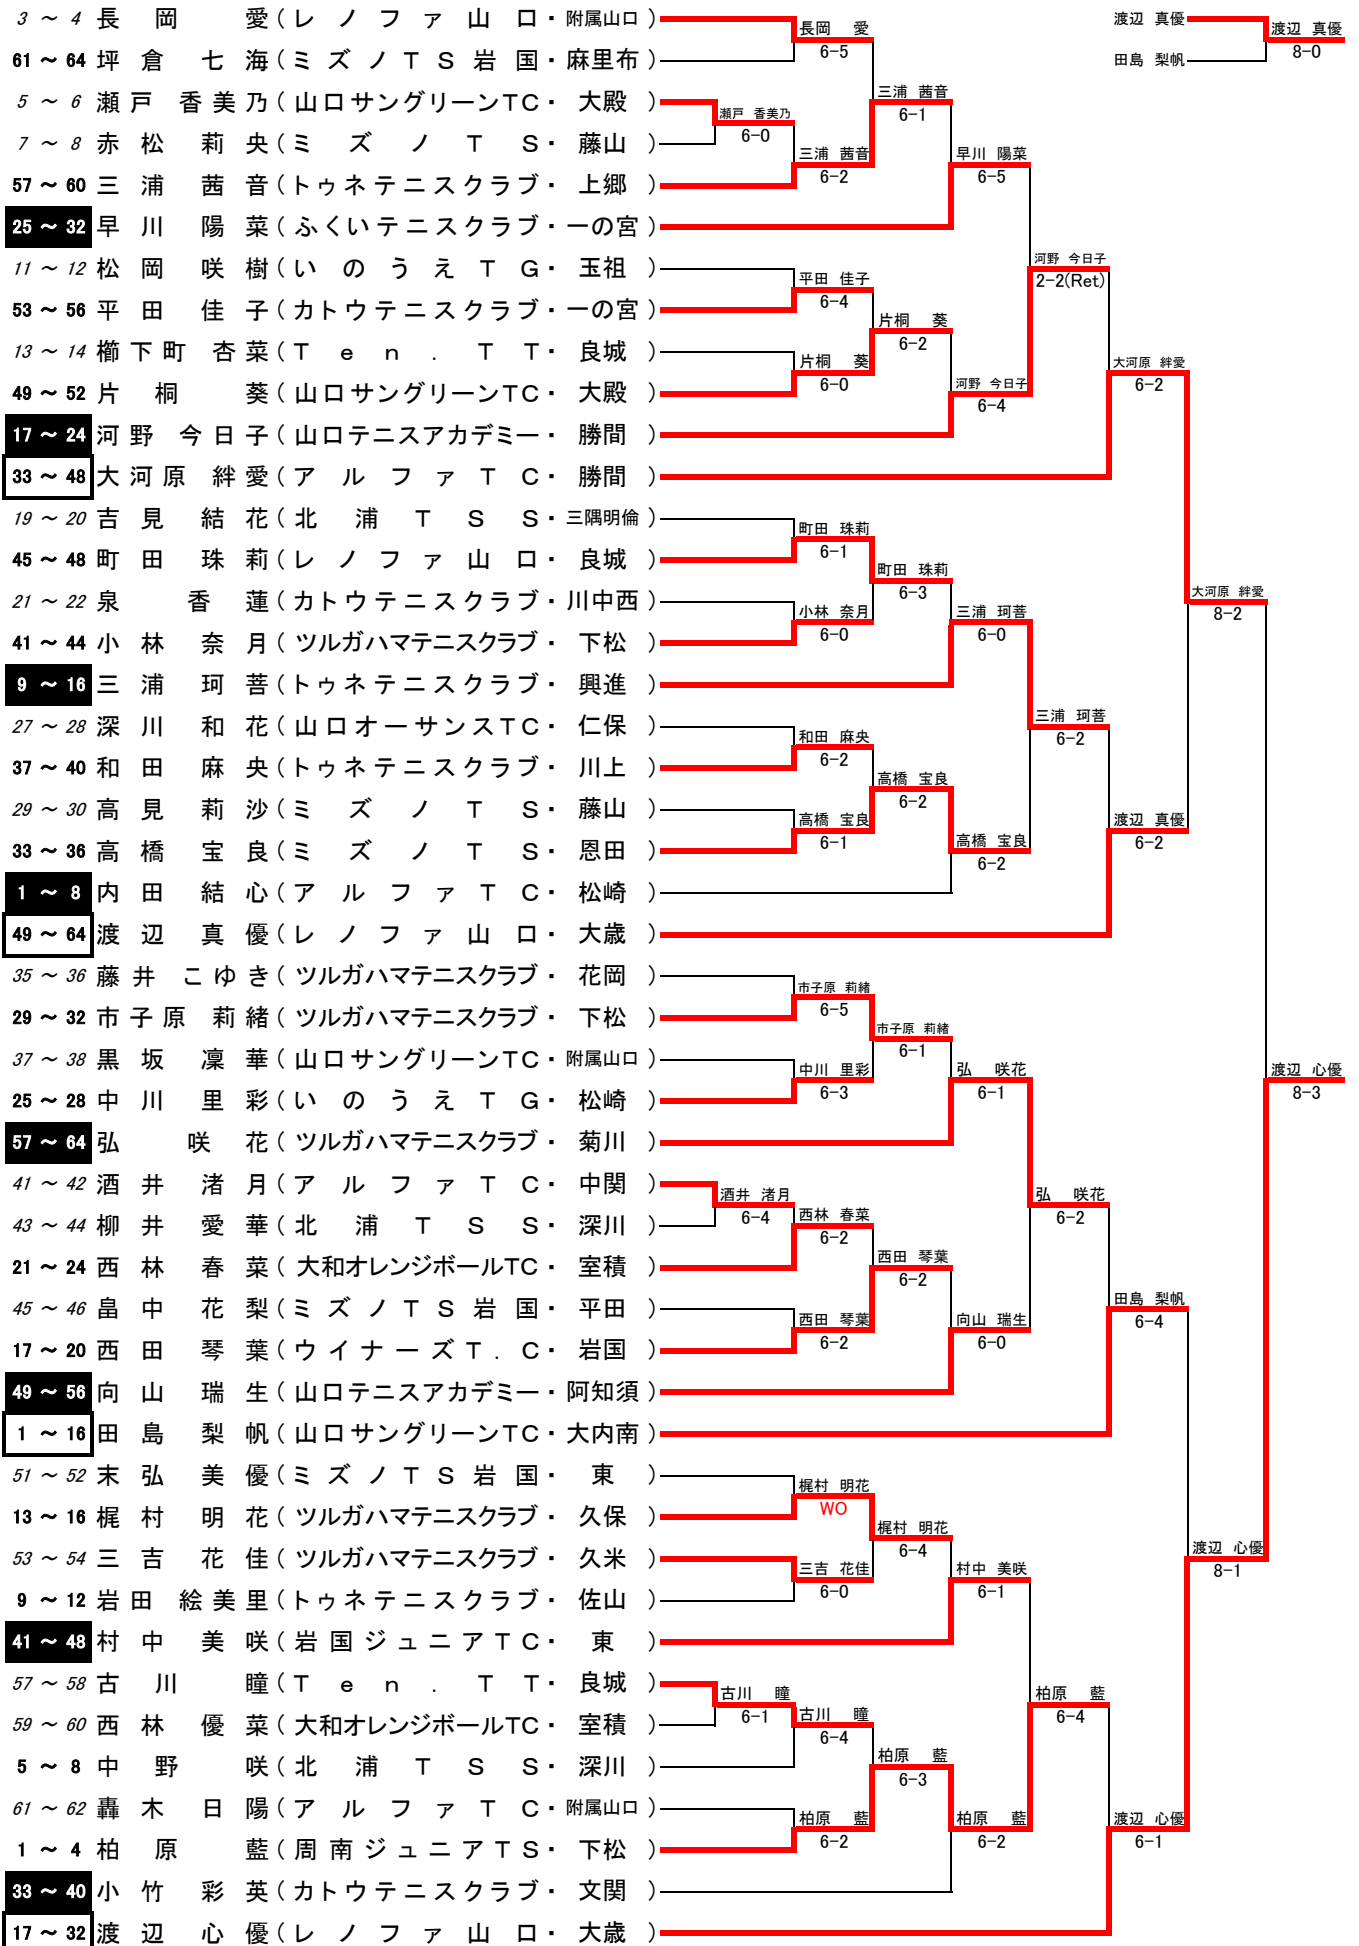 3 ～ 4 長岡 愛 ( レノファ山口 ・ 附属山口 )
61 ～ 64 坪倉 七海 ( ミズノTS岩国 ・ 麻里布 )
5 ～ 6 瀬戸 香美乃 ( 山口サングリーンTC ・ 大殿 )
7 ～ 8 赤松 莉央 ( ミズノTS ・ 藤山 )
57 ～ 60 三浦 茜音 ( トゥネテニスクラブ ・ 上郷 )
25 ～ 32 早川 陽菜 ( ふくいテニスクラブ ・ 一の宮 )
11 ～ 12 松岡 咲樹 ( いのうえTG ・ 玉祖 )
53 ～ 56 平田 佳子 ( カトウテニスクラブ ・ 一の宮 )
13 ～ 14 櫛下町 杏菜 ( Ten.TT ・ 良城 )
49 ～ 52 片桐 葵 ( 山口サングリーンTC ・ 大殿 )
17 ～ 24 河野 今日子 ( 山口テニスアカデミー ・ 勝間 )
33 ～ 48 大河原 絆愛 ( アルファTC ・ 勝間 )
19 ～ 20 吉見 結花 ( 北浦TSS ・ 三隅明倫 )
45 ～ 48 町田 珠莉 ( レノファ山口 ・ 良城 )
21 ～ 22 泉 香蓮 ( カトウテニスクラブ ・ 川中西 )
41 ～ 44 小林 奈月 ( ツルガハマテニスクラブ ・ 下松 )
9 ～ 16 三浦 珂菩 ( トゥネテニスクラブ ・ 興進 )
27 ～ 28 深川 和花 ( 山口オーサンスTC ・ 仁保 )
37 ～ 40 和田 麻央 ( トゥネテニスクラブ ・ 川上 )
29 ～ 30 高見 莉沙 ( ミズノTS ・ 藤山 )
33 ～ 36 高橋 宝良 ( ミズノTS ・ 恩田 )
1 ～ 8 内田 結心 ( アルファTC ・ 松崎 )
49 ～ 64 渡辺 真優 ( レノファ山口 ・ 大歳 )
35 ～ 36 藤井 こゆき ( ツルガハマテニスクラブ ・ 花岡 )
29 ～ 32 市子原 莉緒 ( ツルガハマテニスクラブ ・ 下松 )
37 ～ 38 黒坂 凜華 ( 山口サングリーンTC ・ 附属山口 )
25 ～ 28 中川 里彩 ( いのうえTG ・ 松崎 )
57 ～ 64 弘 咲花 ( ツルガハマテニスクラブ ・ 菊川 )
41 ～ 42 酒井 渚月 ( アルファTC ・ 中関 )
43 ～ 44 柳井 愛華 ( 北浦TSS ・ 深川 )
21 ～ 24 西林 春菜 ( 大和オレンジボールTC ・ 室積 )
45 ～ 46 畠中 花梨 ( ミズノTS岩国 ・ 平田 )
17 ～ 20 西田 琴葉 ( ウイナーズT.C ・ 岩国 )
49 ～ 56 向山 瑞生 ( 山口テニスアカデミー ・ 阿知須 )
1 ～ 16 田島 梨帆 ( 山口サングリーンTC ・ 大内南 )
51 ～ 52 末弘 美優 ( ミズノTS岩国 ・ 東 )
13 ～ 16 梶村 明花 ( ツルガハマテニスクラブ ・ 久保 )
53 ～ 54 三吉 花佳 ( ツルガハマテニスクラブ ・ 久米 )
9 ～ 12 岩田 絵美里 ( トゥネテニスクラブ ・ 佐山 )
41 ～ 48 村中 美咲 ( 岩国ジュニアTC ・ 東 )
57 ～ 58 古川 瞳 ( Ten.TT ・ 良城 )
59 ～ 60 西林 優菜 ( 大和オレンジボールTC ・ 室積 )
5 ～ 8 中野 咲 ( 北浦TSS ・ 深川 )
61 ～ 62 轟木 日陽 ( アルファTC ・ 附属山口 )
1 ～ 4 柏原 藍 ( 周南ジュニアTS ・ 下松 )
33 ～ 40 小竹 彩英 ( カトウテニスクラブ ・ 文関 )
17 ～ 32 渡辺 心優 ( レノファ山口 ・ 大歳 )
瀬戸 香美乃
6-0
酒井 渚月
6-4
古川 瞳
6-1
長岡 愛
6-5
三浦 茜音
6-2
平田 佳子
6-4
片桐 葵
6-0
町田 珠莉
6-1
小林 奈月
6-0
和田 麻央
6-2
高橋 宝良
6-1
市子原 莉緒
6-5
中川 里彩
6-3
西林 春菜
6-2
西田 琴葉
6-2
梶村 明花
WO
三吉 花佳
6-0
古川 瞳
6-4
柏原 藍
6-2
三浦 茜音
6-1
片桐 葵
6-2
町田 珠莉
6-3
高橋 宝良
6-2
市子原 莉緒
6-1
西田 琴葉
6-2
梶村 明花
6-4
柏原 藍
6-3
早川 陽菜
6-5
河野 今日子
6-4
三浦 珂菩
6-0
高橋 宝良
6-2
弘 咲花
6-1
向山 瑞生
6-0
村中 美咲
6-1
柏原 藍
6-2
河野 今日子
2-2(Ret)
三浦 珂菩
6-2
弘 咲花
6-2
柏原 藍
6-4
大河原 絆愛
6-2
渡辺 真優
6-2
田島 梨帆
6-4
渡辺 心優
6-1
大河原 絆愛
8-2
渡辺 心優
8-1
渡辺 心優
8-3
渡辺 真優
田島 梨帆
渡辺 真優
8-0